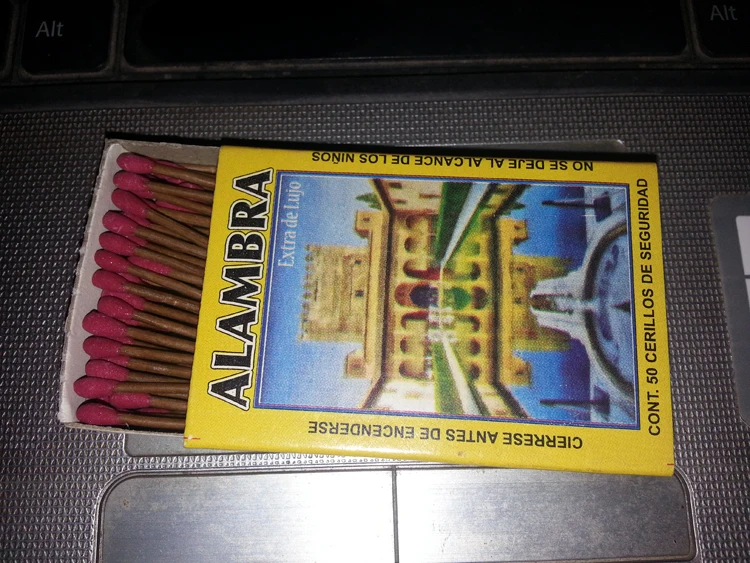 Alt
Alt
ALAMBRA
Extra de Lujo
NO SE DEJE AL ALCANCE DE LOS NIÑOS
CIERRESE ANTES DE ENCENDERSE
CONT. 50 CERILLOS DE SEGURIDAD